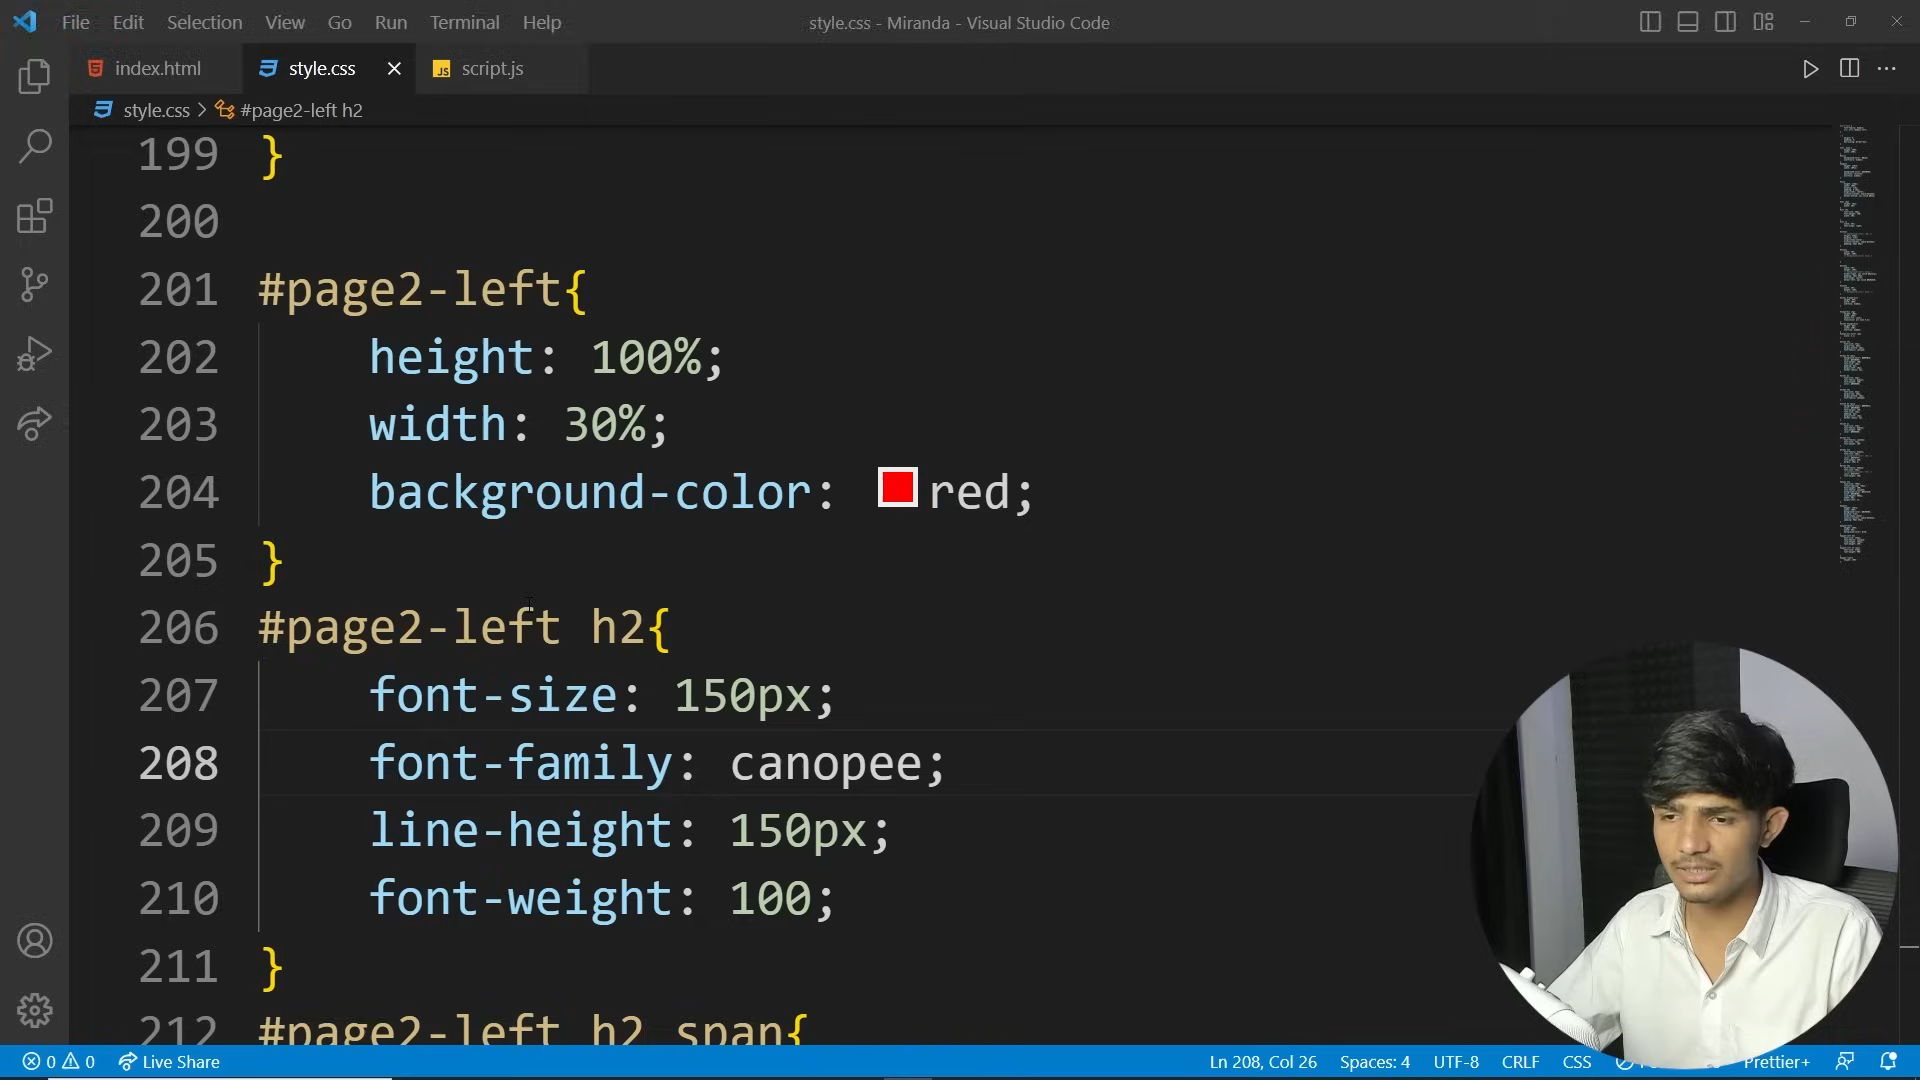 File Edit Selection View Go Run Terminal Help style.css - Miranda - Visual Studio Code
index.html style.css JS script.js
style.css > #page2-left h2
199 }
200
201 #page2-left{
202 height: 100%;
203 width: 30%;
204 background-color: red;
205 }
206 #page2-left h2{
207 font-size: 150px;
208 font-family: canopee;
209 line-height: 150px;
210 font-weight: 100;
211 }
212 #page2-left h2 span{
0 0 Live Share Ln 208, Col 26 Spaces: 4 UTF-8 CRLF CSS Prettier+